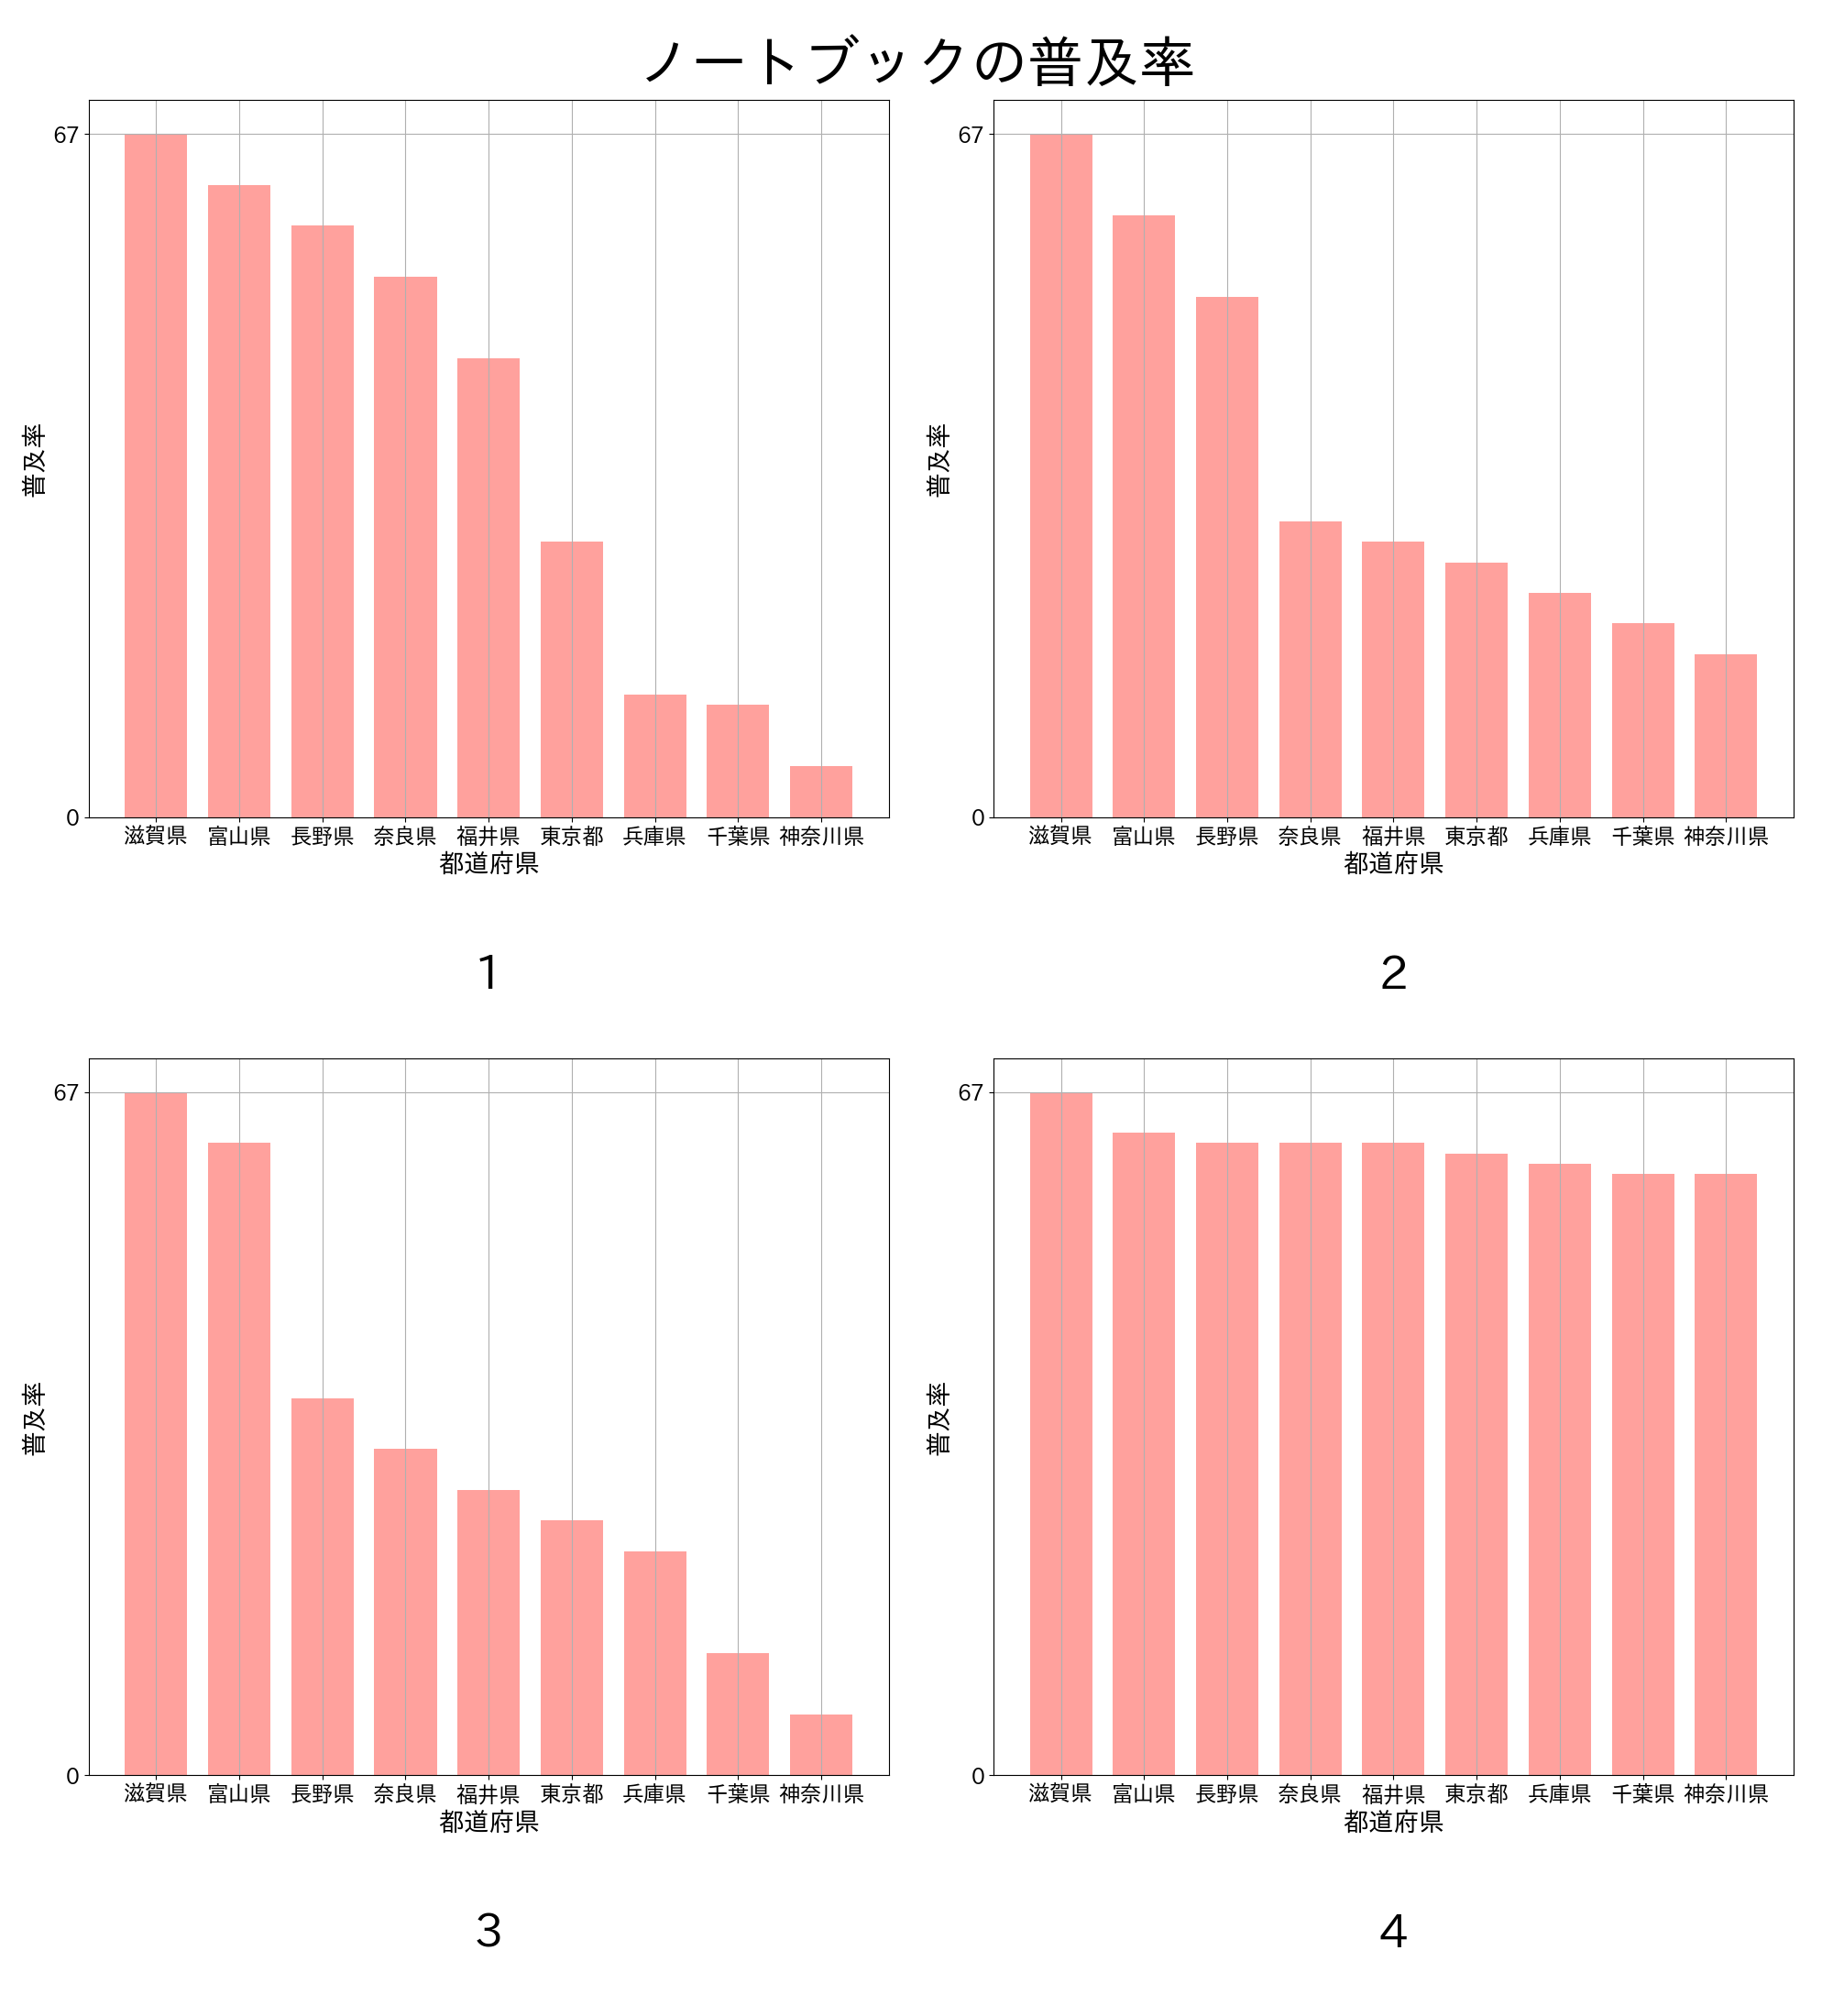 ノートブックの普及率
67
0
普及率
滋賀県 富山県 長野県 奈良県 福井県 東京都 兵庫県 千葉県 神奈川県
都道府県
1
67
0
普及率
滋賀県 富山県 長野県 奈良県 福井県 東京都 兵庫県 千葉県 神奈川県
都道府県
2
67
0
普及率
滋賀県 富山県 長野県 奈良県 福井県 東京都 兵庫県 千葉県 神奈川県
都道府県
3
67
0
普及率
滋賀県 富山県 長野県 奈良県 福井県 東京都 兵庫県 千葉県 神奈川県
都道府県
4